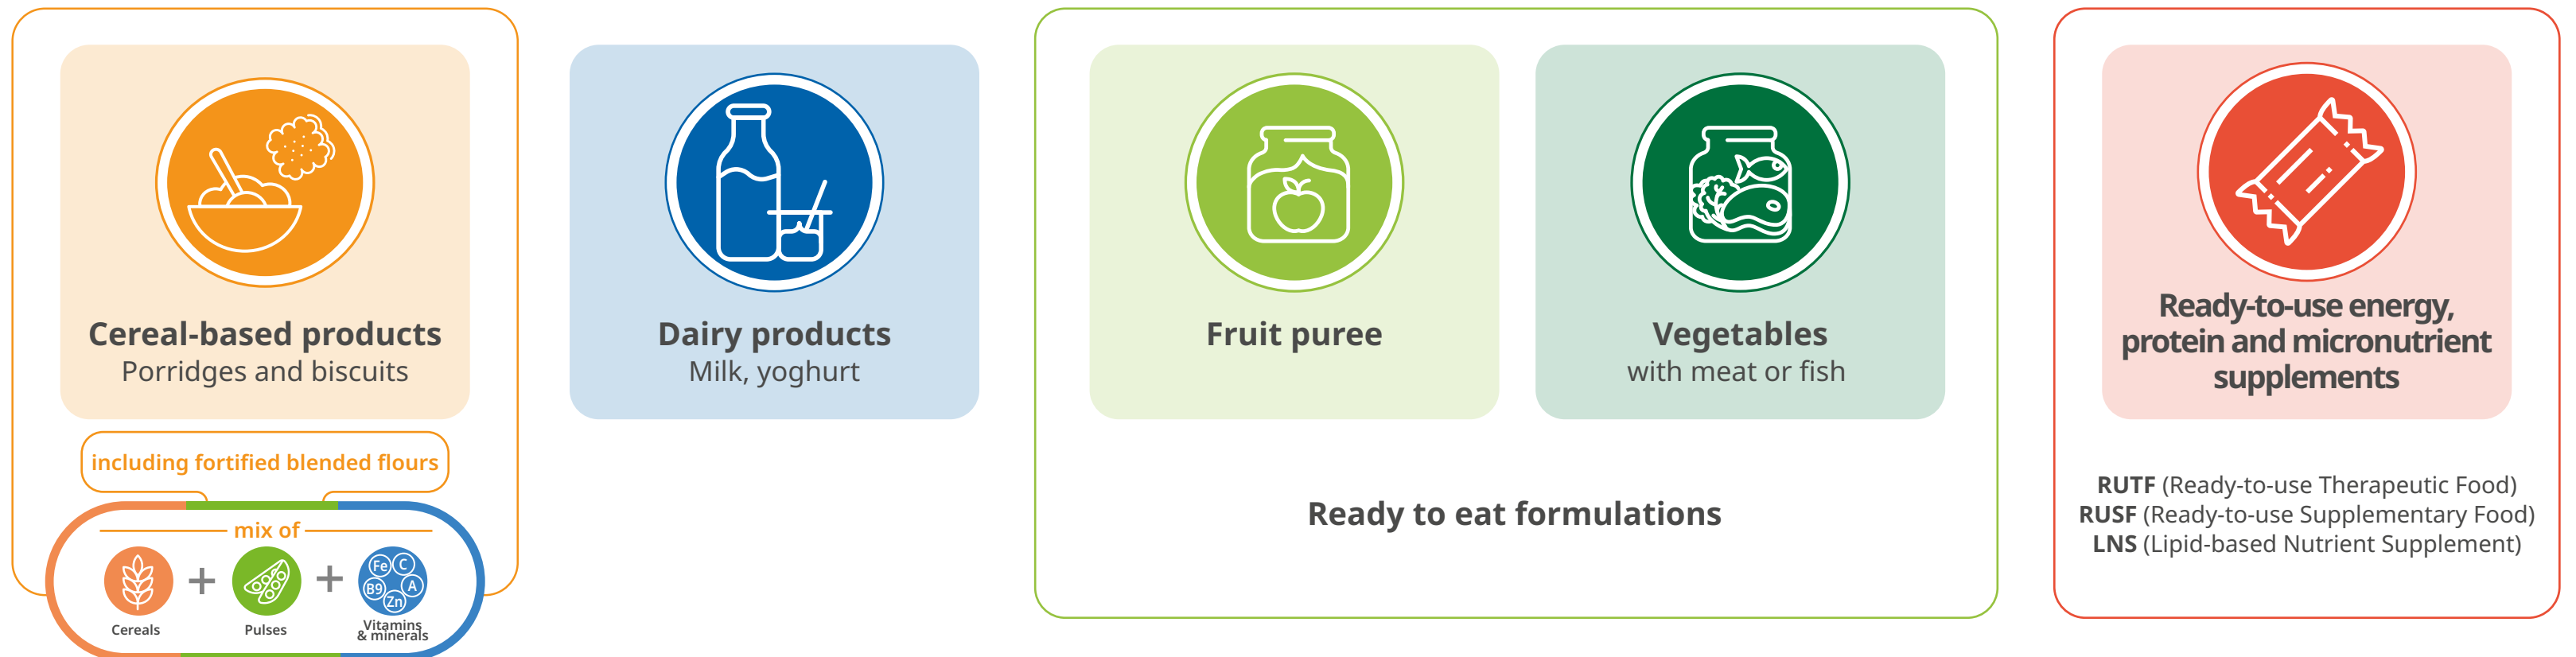 Cereal-based products
Porridges and biscuits
including fortified blended flours
mix of
Fe
C
B9
A
Zn
Cereals
Pulses
Vitamins
& minerals
Dairy products
Milk, yoghurt
Fruit puree
Vegetables
with meat or fish
Ready to eat formulations
Ready-to-use energy,
protein and micronutrient
supplements
RUTF (Ready-to-use Therapeutic Food)
RUSF (Ready-to-use Supplementary Food)
LNS (Lipid-based Nutrient Supplement)